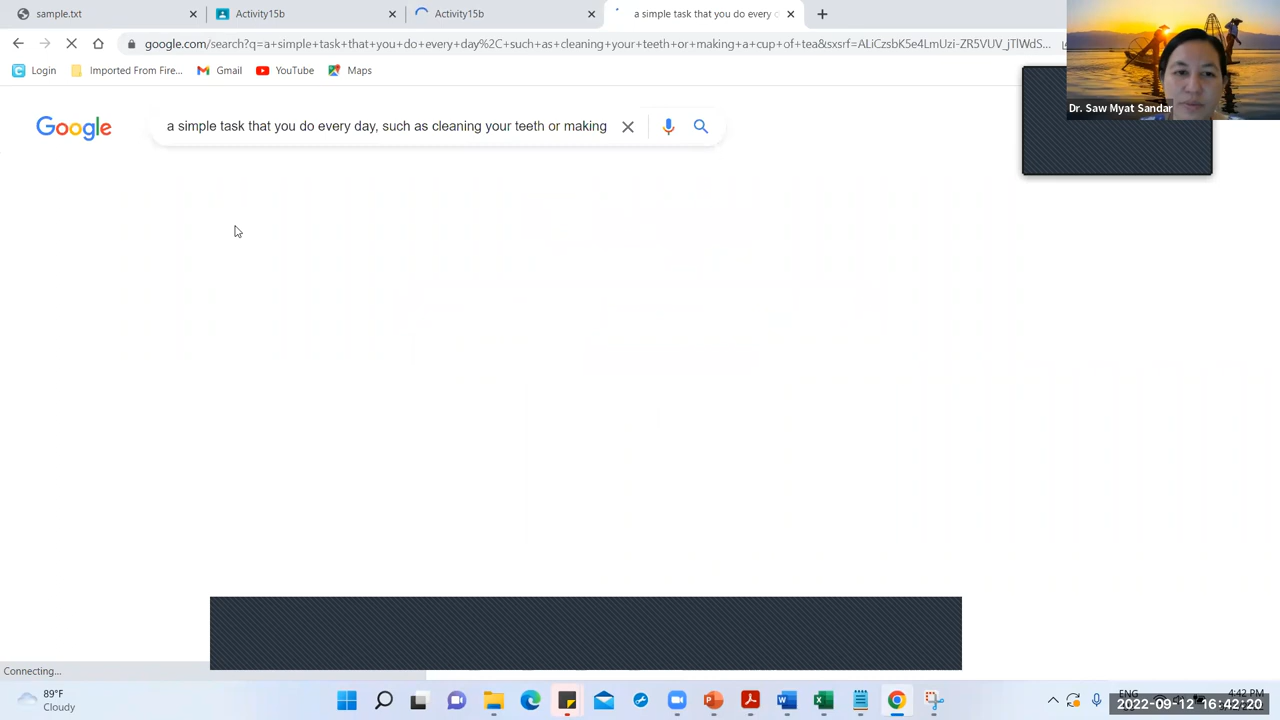 sample.txt
Activity15b
Activity15b
a simple task that you do every d
google.com/search?q=a+simple+task+that+you+do+every+day%2C+such+as+cleaning+your+teeth+or+making+a+cup+of+tea&sxsrf=ALiCzsbK5e4LmUzi-ZR5VUV_jTlWdS...
Login
Imported From Fire...
Gmail
YouTube
Maps
Dr. Saw Myat Sandar
Google
a simple task that you do every day, such as cleaning your teeth or making
Connecting...
89°F
Cloudy
ENG
4:42 PM
2022-09-12 16:42:20